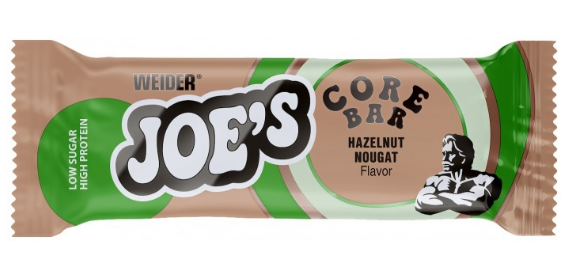 LOW SUGAR
HIGH PROTEIN
WEIDER®
JOE'S
CORE
BAR
HAZELNUT
NOUGAT
Flavor